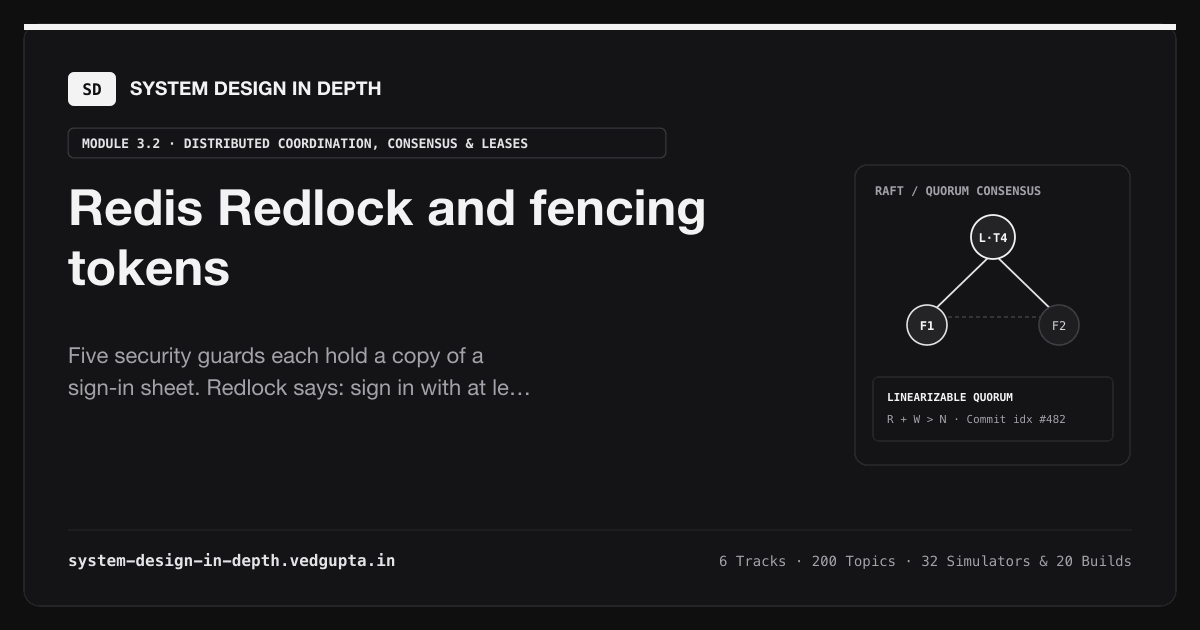 SD SYSTEM DESIGN IN DEPTH
MODULE 3.2 · DISTRIBUTED COORDINATION, CONSENSUS & LEASES
Redis Redlock and fencing
tokens
Five security guards each hold a copy of a
sign-in sheet. Redlock says: sign in with at le...
RAFT / QUORUM CONSENSUS
L·T4
F1
F2
LINEARIZABLE QUORUM
R + W > N · Commit idx #482
system-design-in-depth.vedgupta.in
6 Tracks · 200 Topics · 32 Simulators & 20 Builds